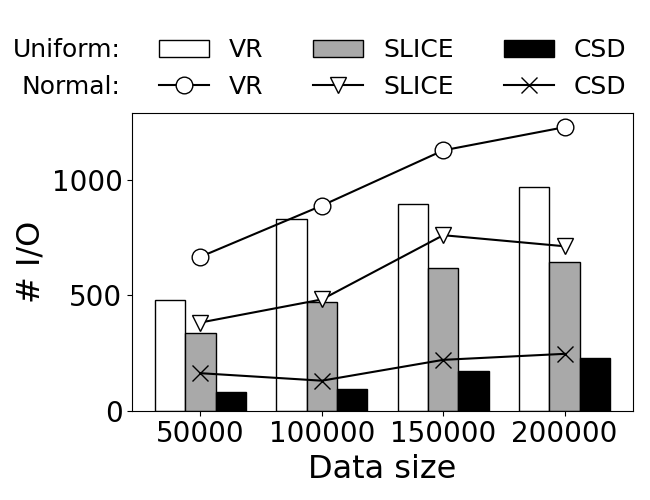 Uniform: VR SLICE CSD
Normal: VR SLICE CSD
1000
500
0
# I/O
50000 100000 150000 200000
Data size